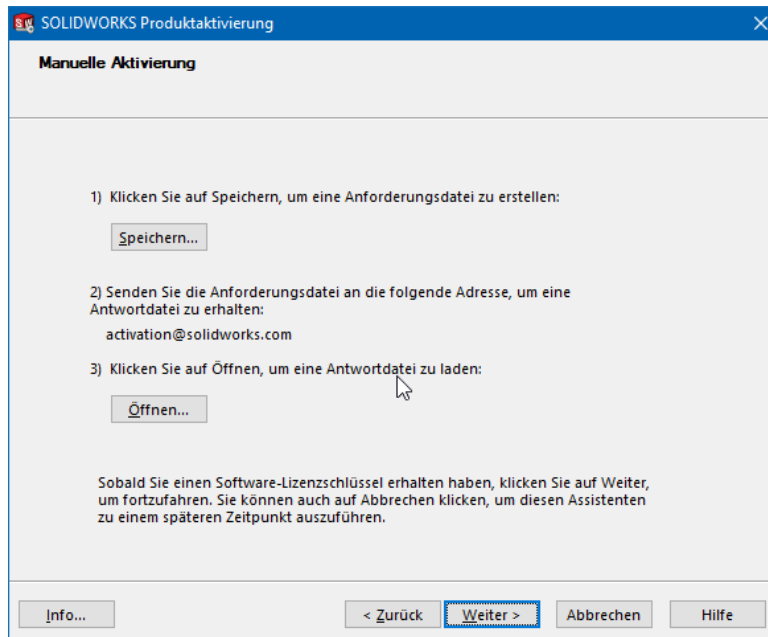 SOLIDWORKS Produktaktivierung
Manuelle Aktivierung
1) Klicken Sie auf Speichern, um eine Anforderungsdatei zu erstellen:
Speichern...
2) Senden Sie die Anforderungsdatei an die folgende Adresse, um eine
Antwortdatei zu erhalten:
activation@solidworks.com
3) Klicken Sie auf Öffnen, um eine Antwortdatei zu laden:
Öffnen...
Sobald Sie einen Software-Lizenzschlüssel erhalten haben, klicken Sie auf Weiter,
um fortzufahren. Sie können auch auf Abbrechen klicken, um diesen Assistenten
zu einem späteren Zeitpunkt auszuführen.
Info... < Zurück Weiter > Abbrechen Hilfe